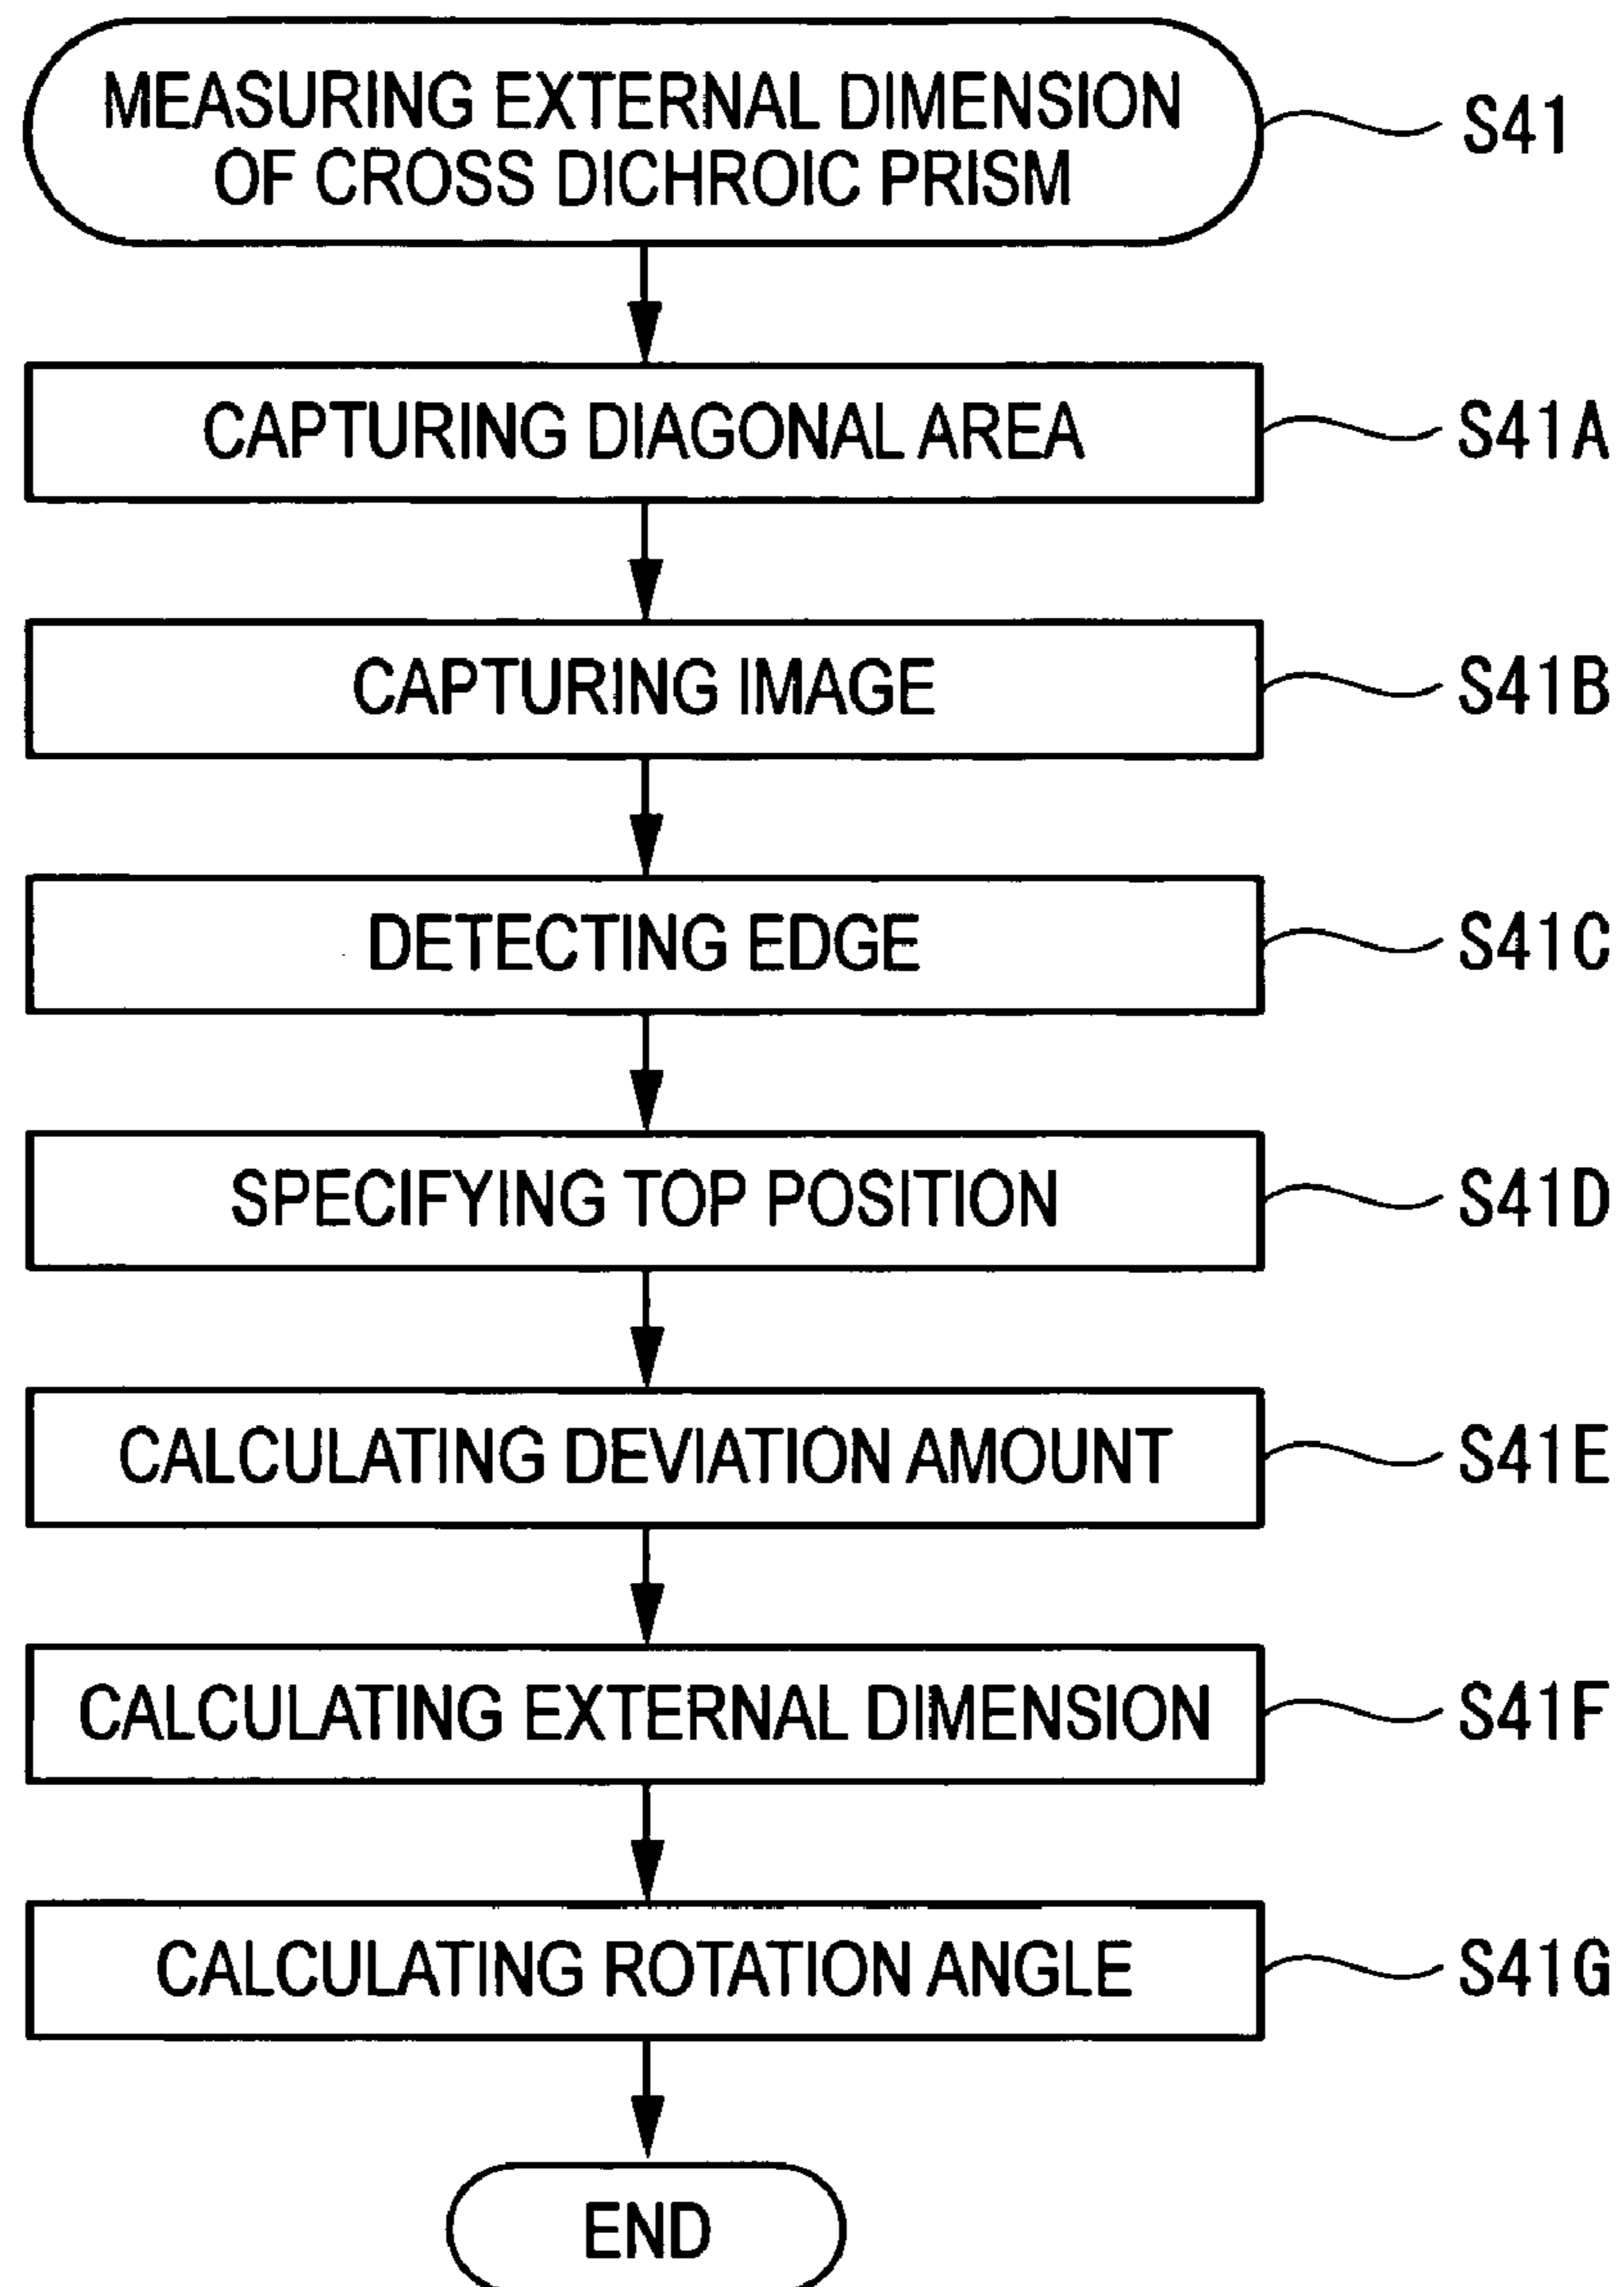 MEASURING EXTERNAL DIMENSION
OF CROSS DICHROIC PRISM
S41
CAPTURING DIAGONAL AREA
S41A
CAPTURING IMAGE
S41B
DETECTING EDGE
S41C
SPECIFYING TOP POSITION
S41D
CALCULATING DEVIATION AMOUNT
S41E
CALCULATING EXTERNAL DIMENSION
S41F
CALCULATING ROTATION ANGLE
S41G
END